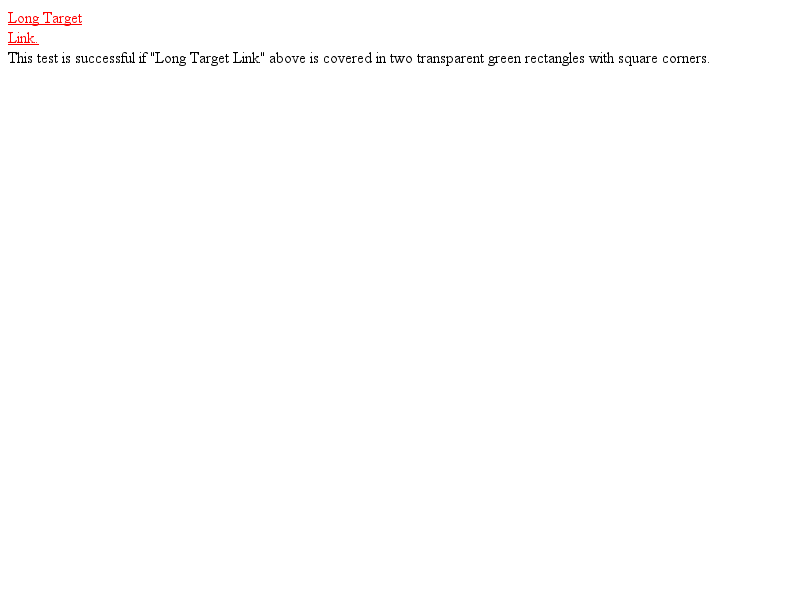 Long Target
Link.
This test is successful if "Long Target Link" above is covered in two transparent green rectangles with square corners.